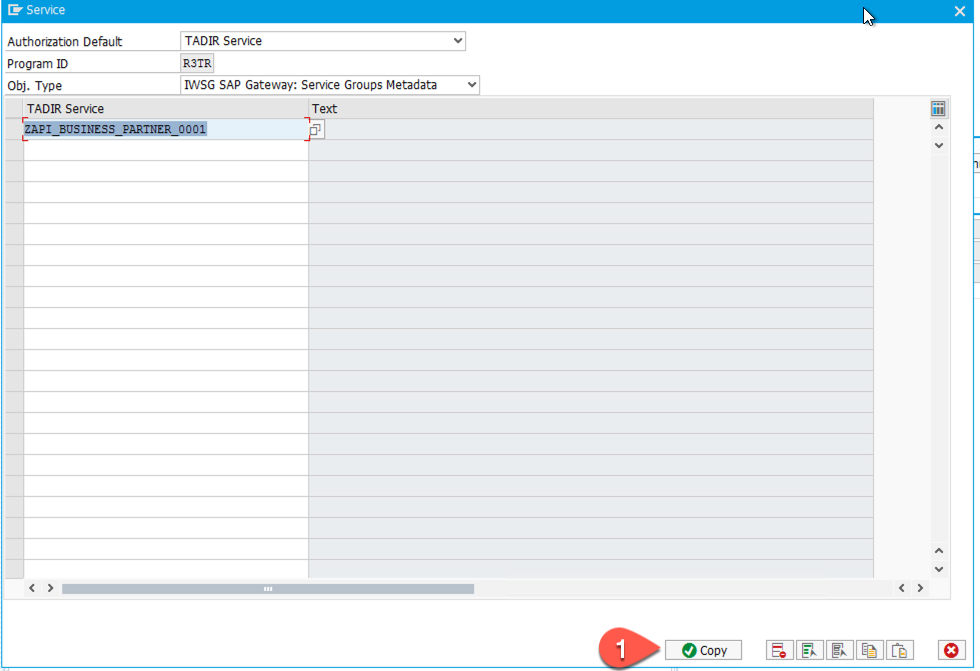 Service
Authorization Default TADIR Service
Program ID R3TR
Obj. Type IWSG SAP Gateway: Service Groups Metadata
TADIR Service Text
ZAPI_BUSINESS_PARTNER_0001
1 Copy